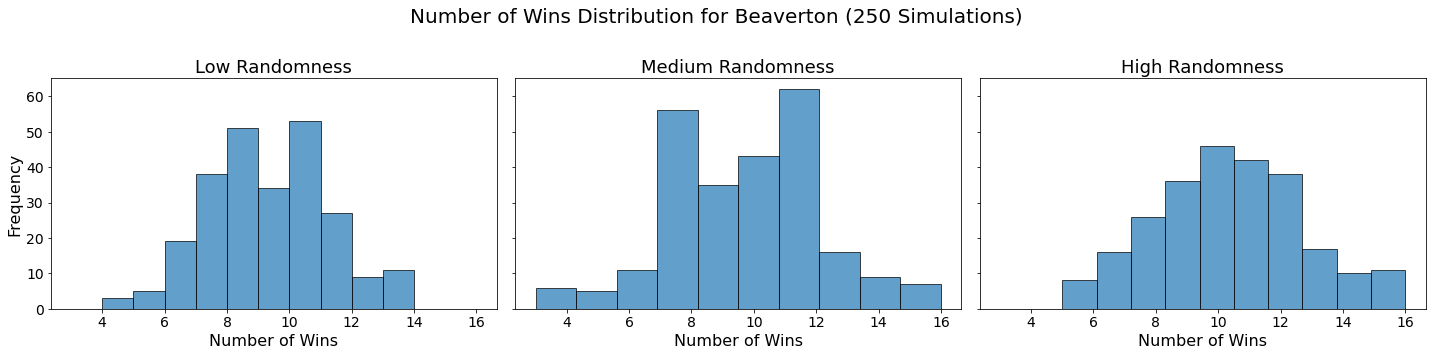 Number of Wins Distribution for Beaverton (250 Simulations)
Low Randomness
Medium Randomness
High Randomness
Frequency
60
50
40
30
20
10
0
4 6 8 10 12 14 16
4 6 8 10 12 14 16
4 6 8 10 12 14 16
Number of Wins
Number of Wins
Number of Wins